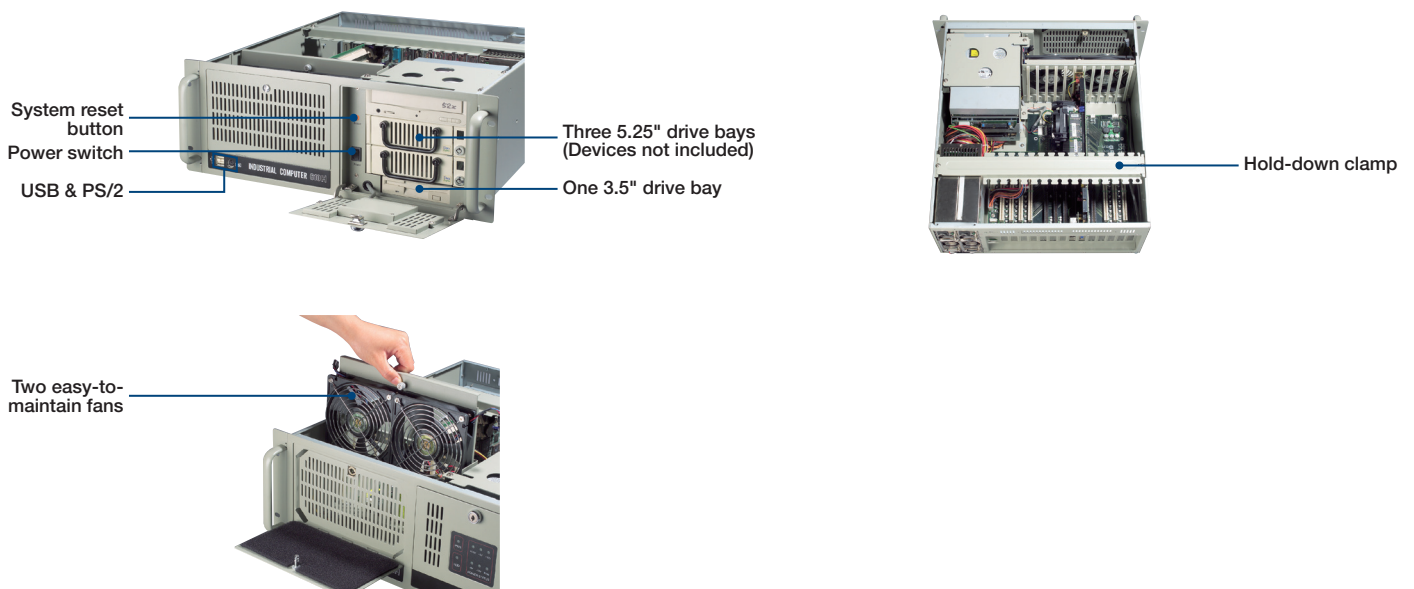 System reset
button
Power switch
USB & PS/2
Three 5.25" drive bays
(Devices not included)
One 3.5" drive bay
INDUSTRIAL COMPUTER
Hold-down clamp
Two easy-to-
maintain fans